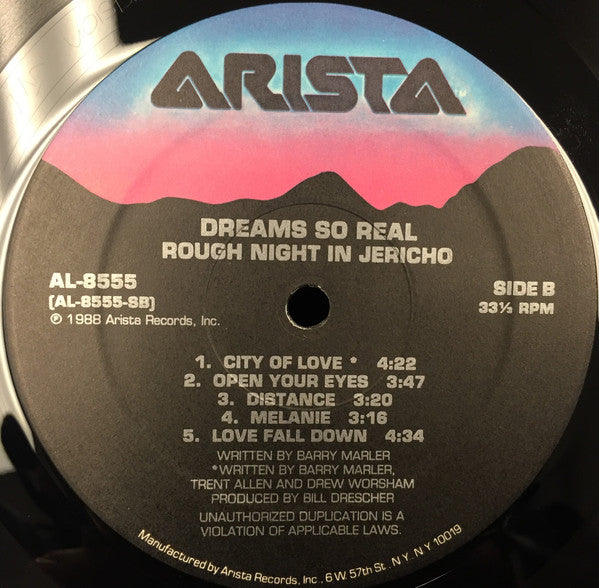 ARISTA
DREAMS SO REAL
ROUGH NIGHT IN JERICHO
AL-8555
(AL-8555-SB)
℗ 1988 Arista Records, Inc.
SIDE B
33⅓ RPM
1. CITY OF LOVE * 4:22
2. OPEN YOUR EYES 3:47
3. DISTANCE 3:20
4. MELANIE 3:16
5. LOVE FALL DOWN 4:34
WRITTEN BY BARRY MARLER
*WRITTEN BY BARRY MARLER,
TRENT ALLEN AND DREW WORSHAM
PRODUCED BY BILL DRESCHER
UNAUTHORIZED DUPLICATION IS A
VIOLATION OF APPLICABLE LAWS.
Manufactured by Arista Records, Inc., 6 W. 57th St., N.Y. N.Y. 10019